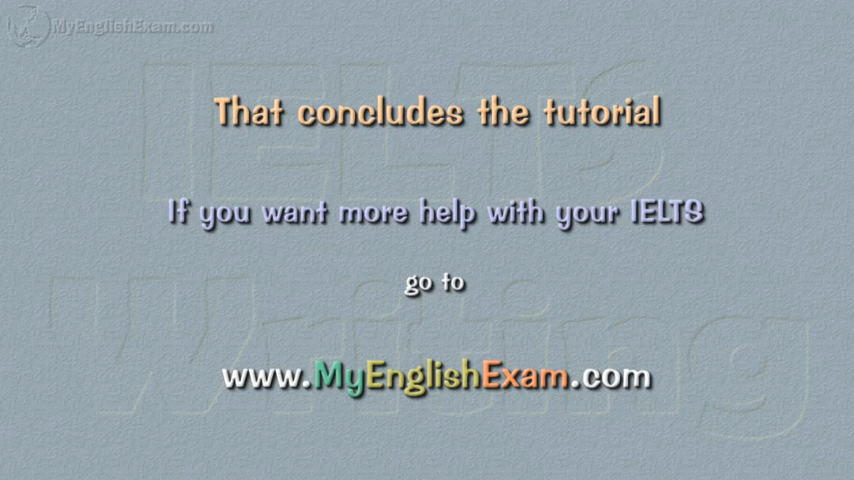 MyEnglishExam.com
IELTS
That concludes the tutorial
If you want more help with your IELTS
go to
Writing
www.MyEnglishExam.com